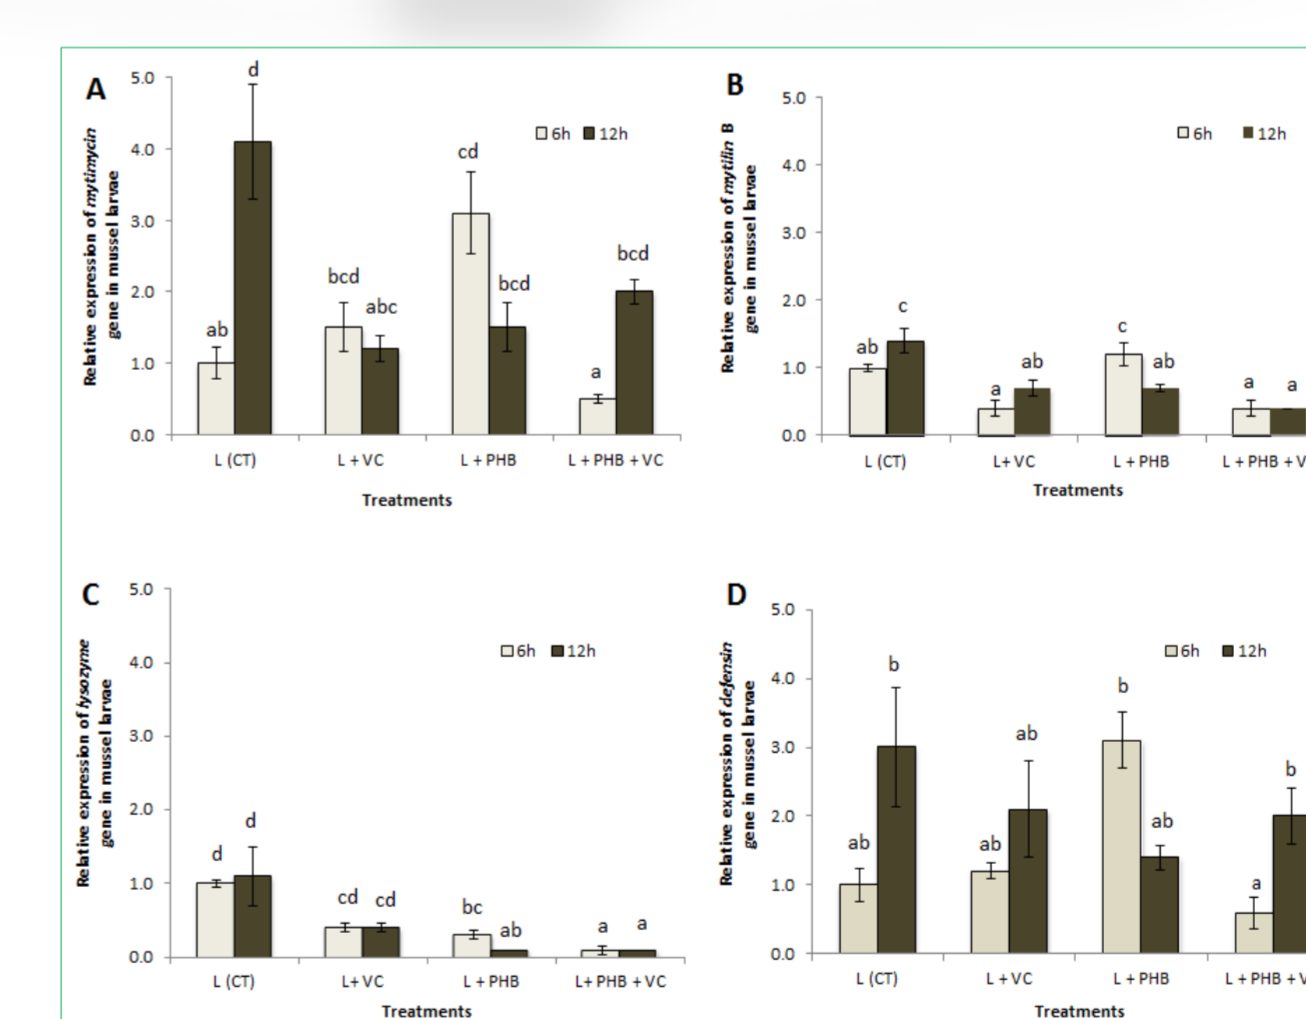 A
5.0
4.0
3.0
2.0
1.0
0.0
Relative expression of mytimycin
gene in mussel larvae
6h 12h
ab d bcd abc cd bcd a bcd
L (CT) L + VC L + PHB L + PHB + VC
Treatments
B
5.0
4.0
3.0
2.0
1.0
0.0
Relative expression of mytilin B
gene in mussel larvae
6h 12h
ab c a ab c ab a a
L (CT) L+ VC L + PHB L + PHB + V
Treatments
C
5.0
4.0
3.0
2.0
1.0
0.0
Relative expression of lysozyme
gene in mussel larvae
6h 12h
d d cd cd bc ab a a
L (CT) L+ VC L + PHB L+ PHB + VC
Treatments
D
5.0
4.0
3.0
2.0
1.0
0.0
Relative expression of defensin
gene in mussel larvae
6h 12h
ab b ab ab b ab a b
L (CT) L + VC L + PHB L + PHB + V
Treatments